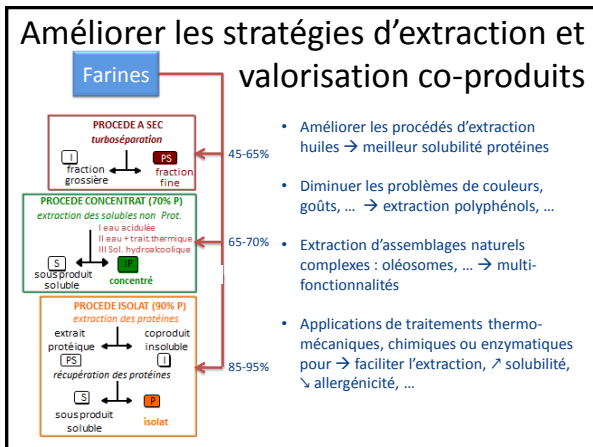 Améliorer les stratégies d'extraction et
valorisation co-produits
Farines
PROCEDE A SEC
turboséparation
I
PS
fraction
grossière
fraction
fine
45-65%
PROCEDE CONCENTRAT (70% P)
extraction des solubles non Prot.
I eau acidulée
II eau + trait.thermique
III Sol. hydroalcoolique
S
IP
sousproduit
soluble
concentré
65-70%
PROCEDE ISOLAT (90% P)
extraction des protéines
extrait
protéique
coproduit
insoluble
PS
I
récupération des protéines
S
P
sousproduit
soluble
isolat
85-95%
• Améliorer les procédés d'extraction
huiles → meilleur solubilité protéines
• Diminuer les problèmes de couleurs,
goûts, … → extraction polyphénols, …
• Extraction d'assemblages naturels
complexes : oléosomes, … → multi-
fonctionnalités
• Applications de traitements thermo-
mécaniques, chimiques ou enzymatiques
pour → faciliter l'extraction, ↗ solubilité,
↘ allergénicité, …